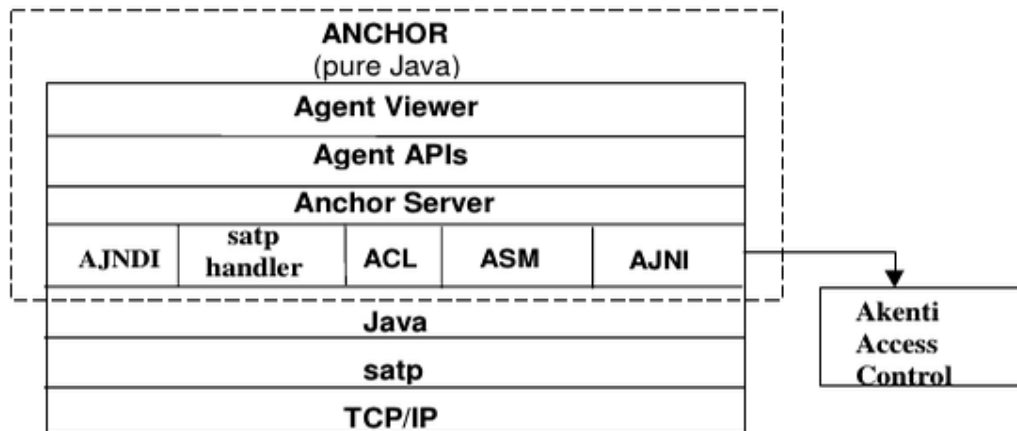 ANCHOR
(pure Java)
Agent Viewer
Agent APIs
Anchor Server
AJNDI
satp
handler
ACL
ASM
AJNI
Java
satp
TCP/IP
Akenti
Access
Control